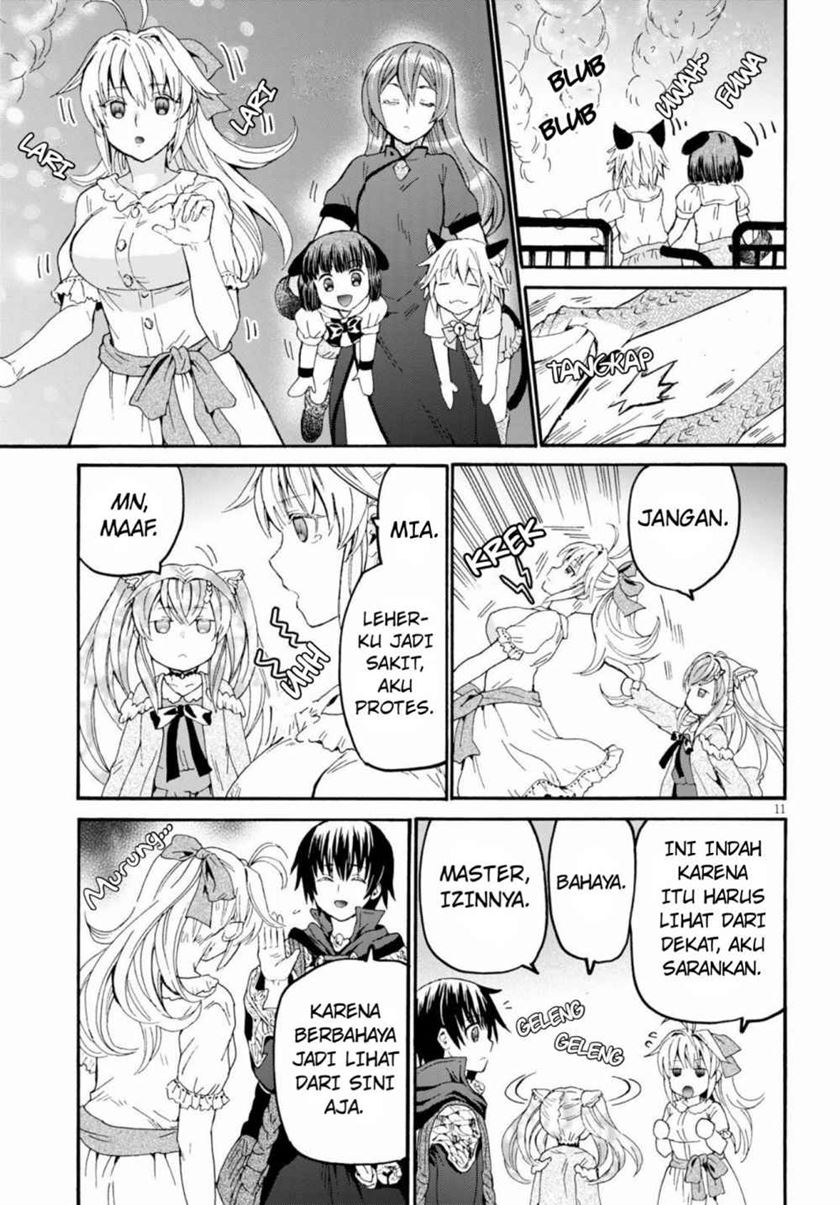 FUWA
UWAH~
BLUB
BLUB
TANGKAP
LARI
LARI
JANGAN.
KREK
MIA.
LEHER-
KU JADI
SAKIT,
AKU
PROTES.
UHH
MN,
MAAF.
11
INI INDAH
KARENA
ITU HARUS
LIHAT DARI
DEKAT, AKU
SARANKAN.
BAHAYA.
MASTER,
IZINNYA.
GELENG
GELENG
KARENA
BERBAHAYA
JADI LIHAT
DARI SINI
AJA.
Murung...